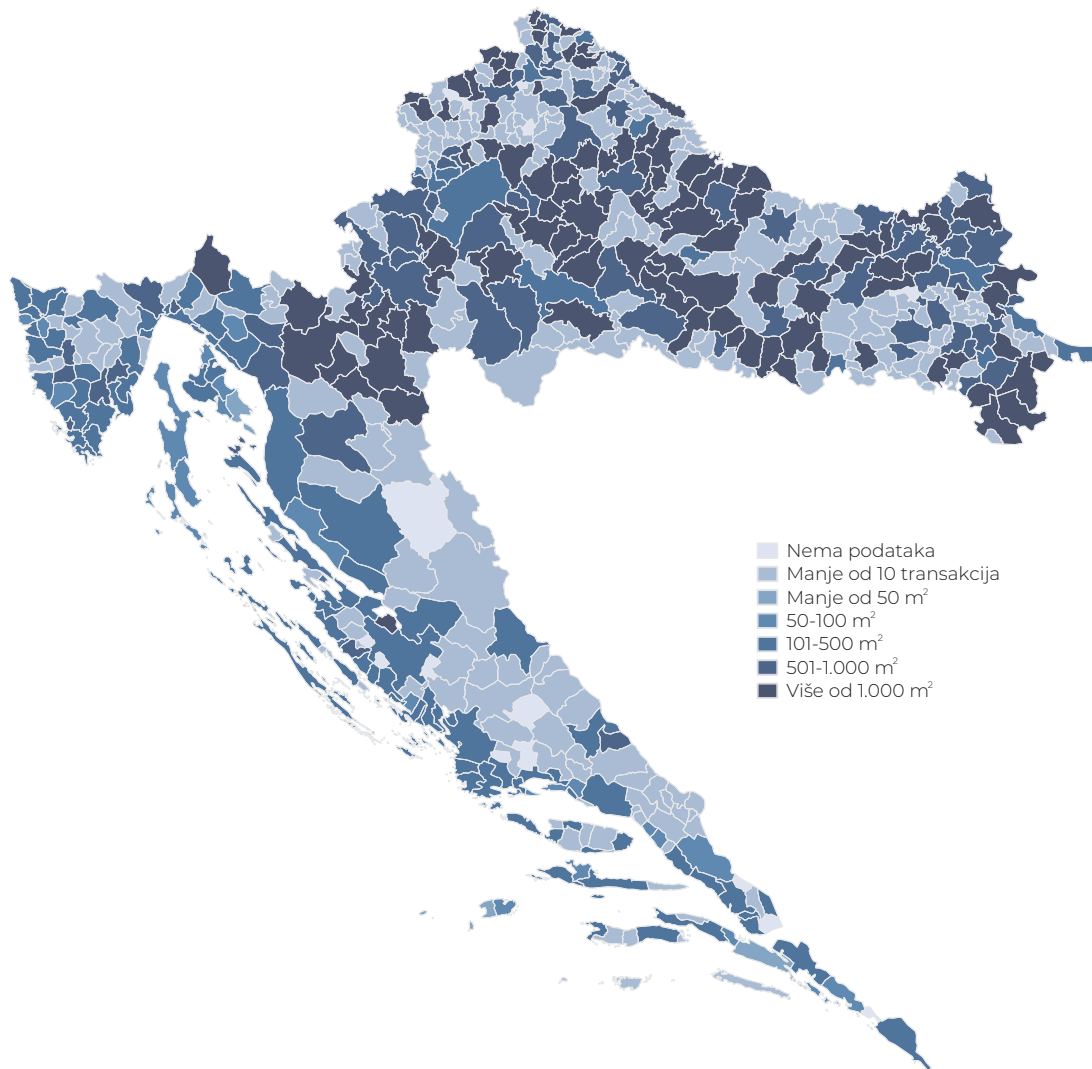 Nema podataka
Manje od 10 transakcija
Manje od 50 m²
50-100 m²
101-500 m²
501-1.000 m²
Više od 1.000 m²